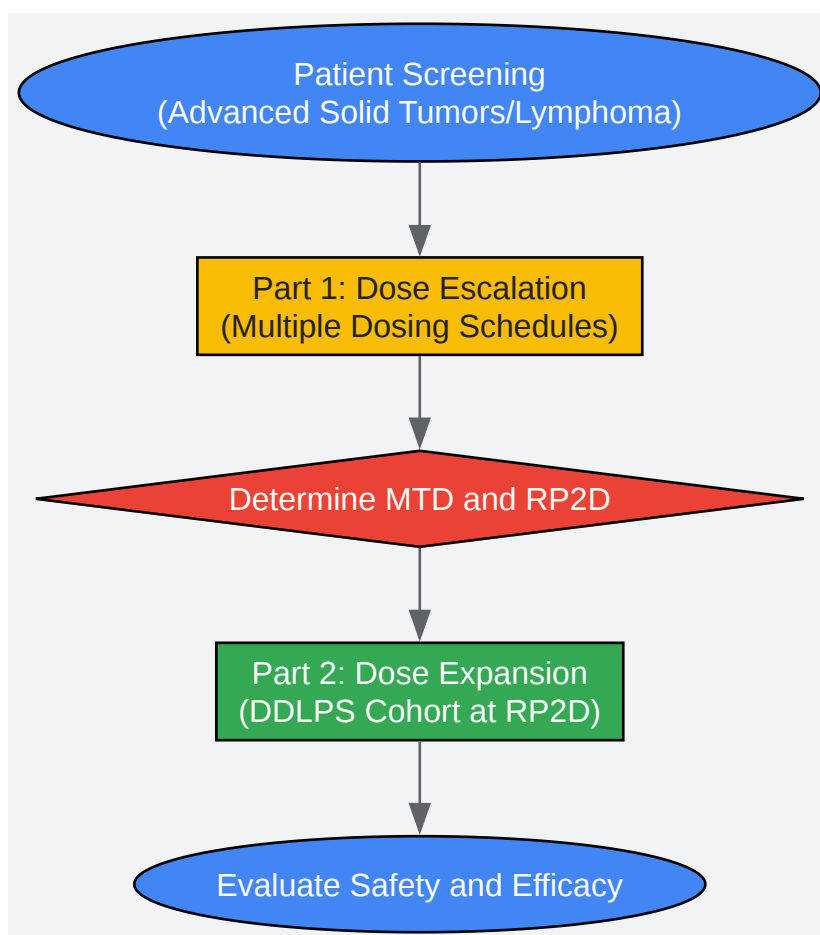 Patient Screening
(Advanced Solid Tumors/Lymphoma)
Part 1: Dose Escalation
(Multiple Dosing Schedules)
Determine MTD and RP2D
Part 2: Dose Expansion
(DDLPS Cohort at RP2D)
Evaluate Safety and Efficacy